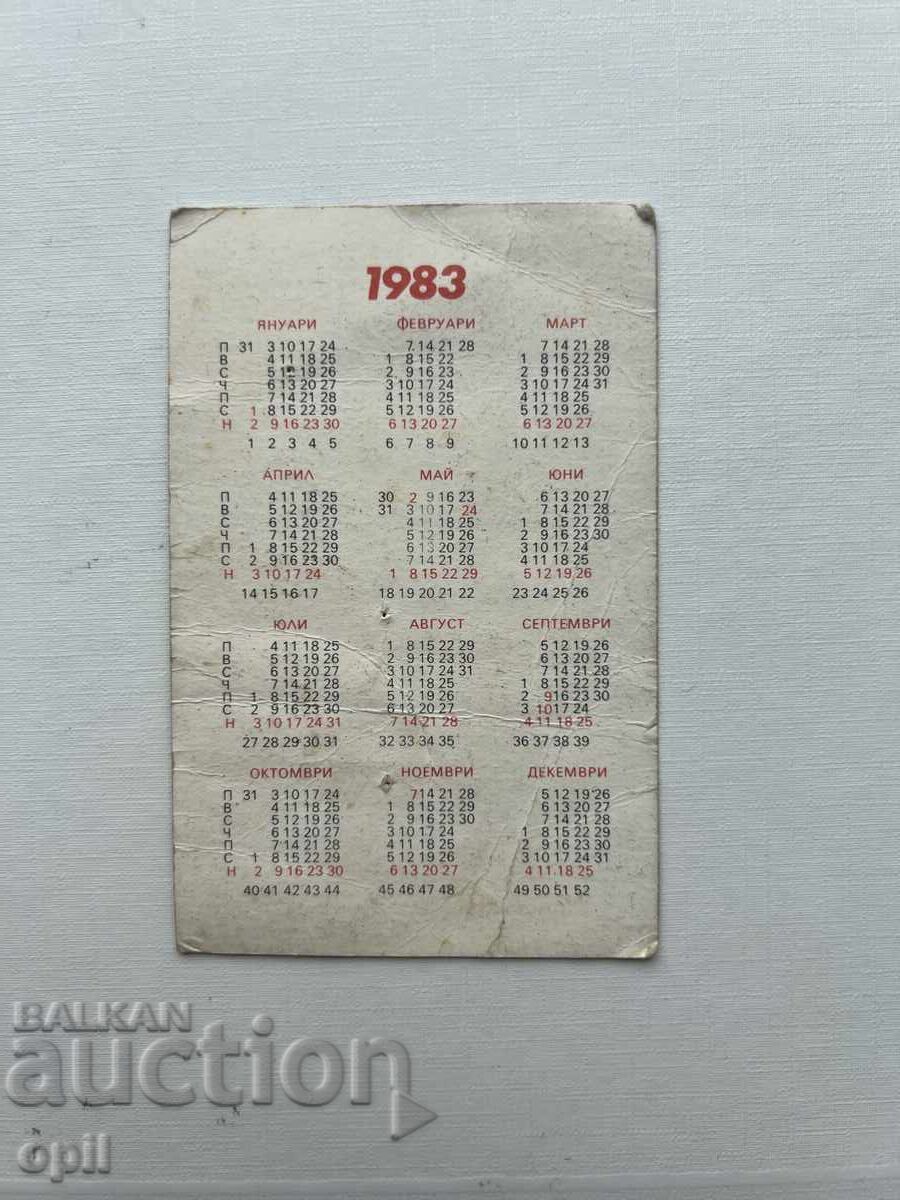 1983
ЯНУАРИ ФЕВРУАРИ МАРТ
П 31 3 10 17 24 7 14 21 28 7 14 21 28
В 4 11 18 25 1 8 15 22 1 8 15 22 29
С 5 12 19 26 2 9 16 23 2 9 16 23 30
Ч 6 13 20 27 3 10 17 24 3 10 17 24 31
П 7 14 21 28 4 11 18 25 4 11 18 25
С 1 8 15 22 29 5 12 19 26 5 12 19 26
Н 2 9 16 23 30 6 13 20 27 6 13 20 27
1 2 3 4 5 6 7 8 9 10 11 12 13
АПРИЛ МАЙ ЮНИ
П 4 11 18 25 30 2 9 16 23 6 13 20 27
В 5 12 19 26 31 3 10 17 24 7 14 21 28
С 6 13 20 27 4 11 18 25 1 8 15 22 29
Ч 7 14 21 28 5 12 19 26 2 9 16 23 30
П 1 8 15 22 29 6 13 20 27 3 10 17 24
С 2 9 16 23 30 7 14 21 28 4 11 18 25
Н 3 10 17 24 1 8 15 22 29 5 12 19 26
14 15 16 17 18 19 20 21 22 23 24 25 26
ЮЛИ АВГУСТ СЕПТЕМВРИ
П 4 11 18 25 1 8 15 22 29 5 12 19 26
В 5 12 19 26 2 9 16 23 30 6 13 20 27
С 6 13 20 27 3 10 17 24 31 7 14 21 28
Ч 7 14 21 28 4 11 18 25 1 8 15 22 29
П 1 8 15 22 29 5 12 19 26 2 9 16 23 30
С 2 9 16 23 30 6 13 20 27 3 10 17 24
Н 3 10 17 24 31 7 14 21 28 4 11 18 25
27 28 29 30 31 32 33 34 35 36 37 38 39
ОКТОМВРИ НОЕМВРИ ДЕКЕМВРИ
П 31 3 10 17 24 7 14 21 28 5 12 19 26
В 4 11 18 25 1 8 15 22 29 6 13 20 27
С 5 12 19 26 2 9 16 23 30 7 14 21 28
Ч 6 13 20 27 3 10 17 24 1 8 15 22 29
П 7 14 21 28 4 11 18 25 2 9 16 23 30
С 1 8 15 22 29 5 12 19 26 3 10 17 24 31
Н 2 9 16 23 30 6 13 20 27 4 11 18 25
40 41 42 43 44 45 46 47 48 49 50 51 52
BALKAN
auction
opil